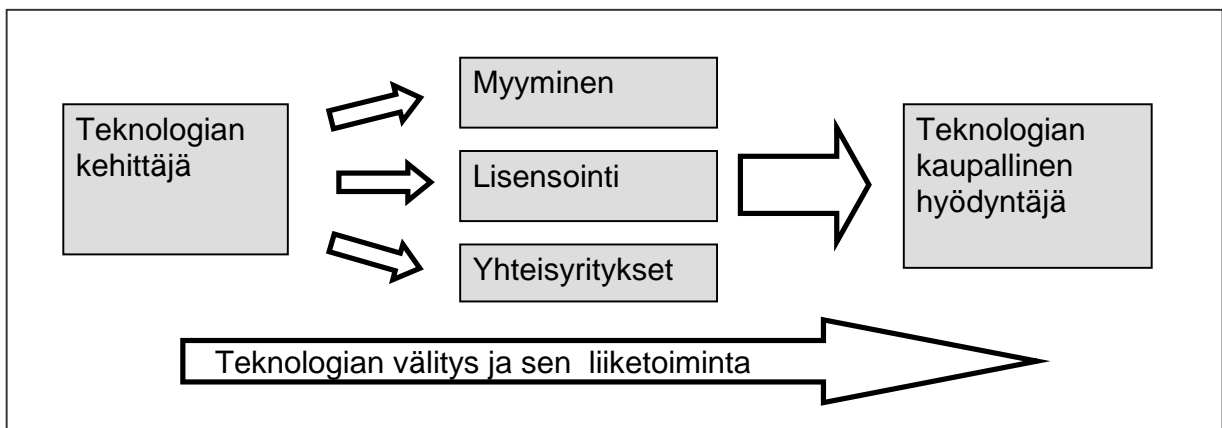 Teknologian
kehittäjä
Myyminen
Lisensointi
Yhteisyritykset
Teknologian
kaupallinen
hyödyntäjä
Teknologian välitys ja sen liiketoiminta